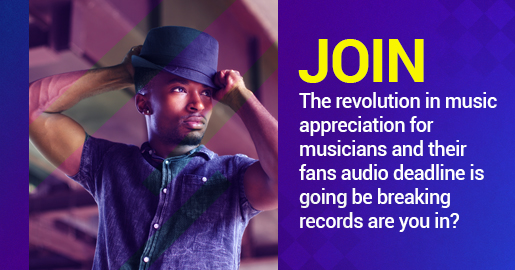 JOIN
The revolution in music
appreciation for
musicians and their
fans audio deadline is
going be breaking
records are you in?